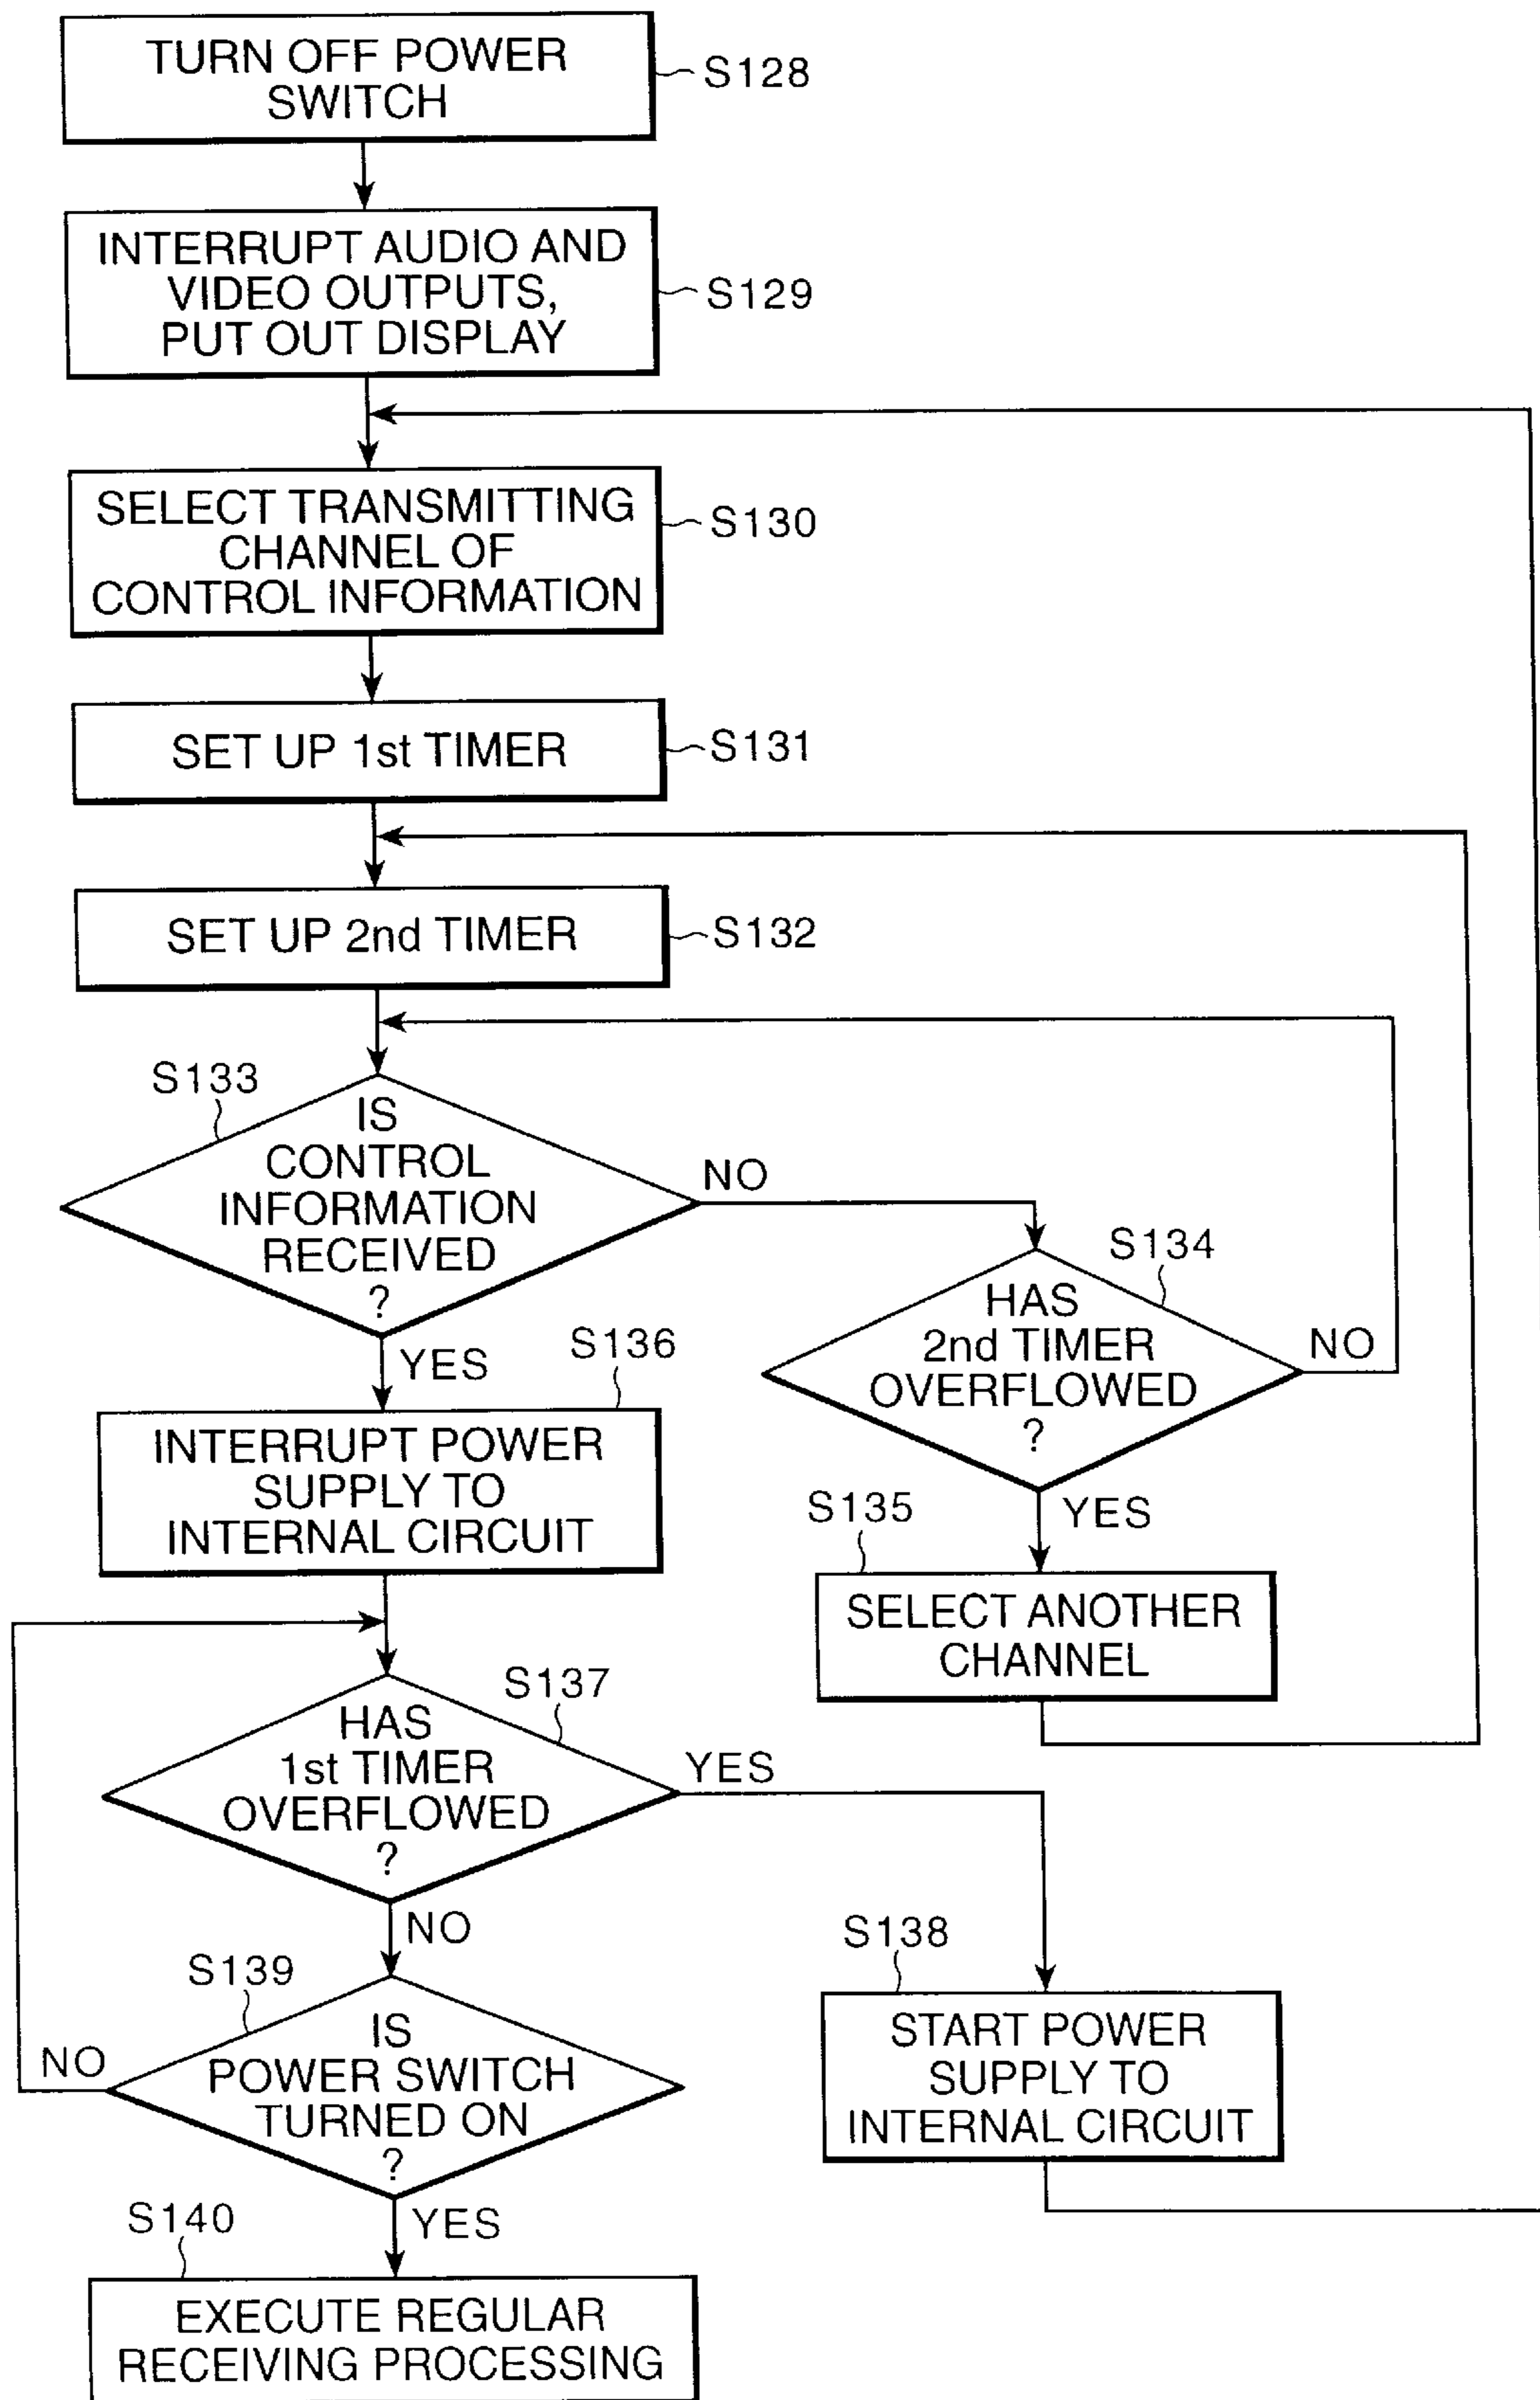 TURN OFF POWER
SWITCH
S128
INTERRUPT AUDIO AND
VIDEO OUTPUTS,
PUT OUT DISPLAY
S129
SELECT TRANSMITTING
CHANNEL OF
CONTROL INFORMATION
S130
SET UP 1st TIMER
S131
SET UP 2nd TIMER
S132
S133
IS
CONTROL
INFORMATION
RECEIVED
?
NO
YES
S134
HAS
2nd TIMER
OVERFLOWED
?
NO
YES
S135
SELECT ANOTHER
CHANNEL
S136
INTERRUPT POWER
SUPPLY TO
INTERNAL CIRCUIT
S137
HAS
1st TIMER
OVERFLOWED
?
YES
NO
S138
START POWER
SUPPLY TO
INTERNAL CIRCUIT
S139
IS
POWER SWITCH
TURNED ON
?
NO
YES
S140
EXECUTE REGULAR
RECEIVING PROCESSING